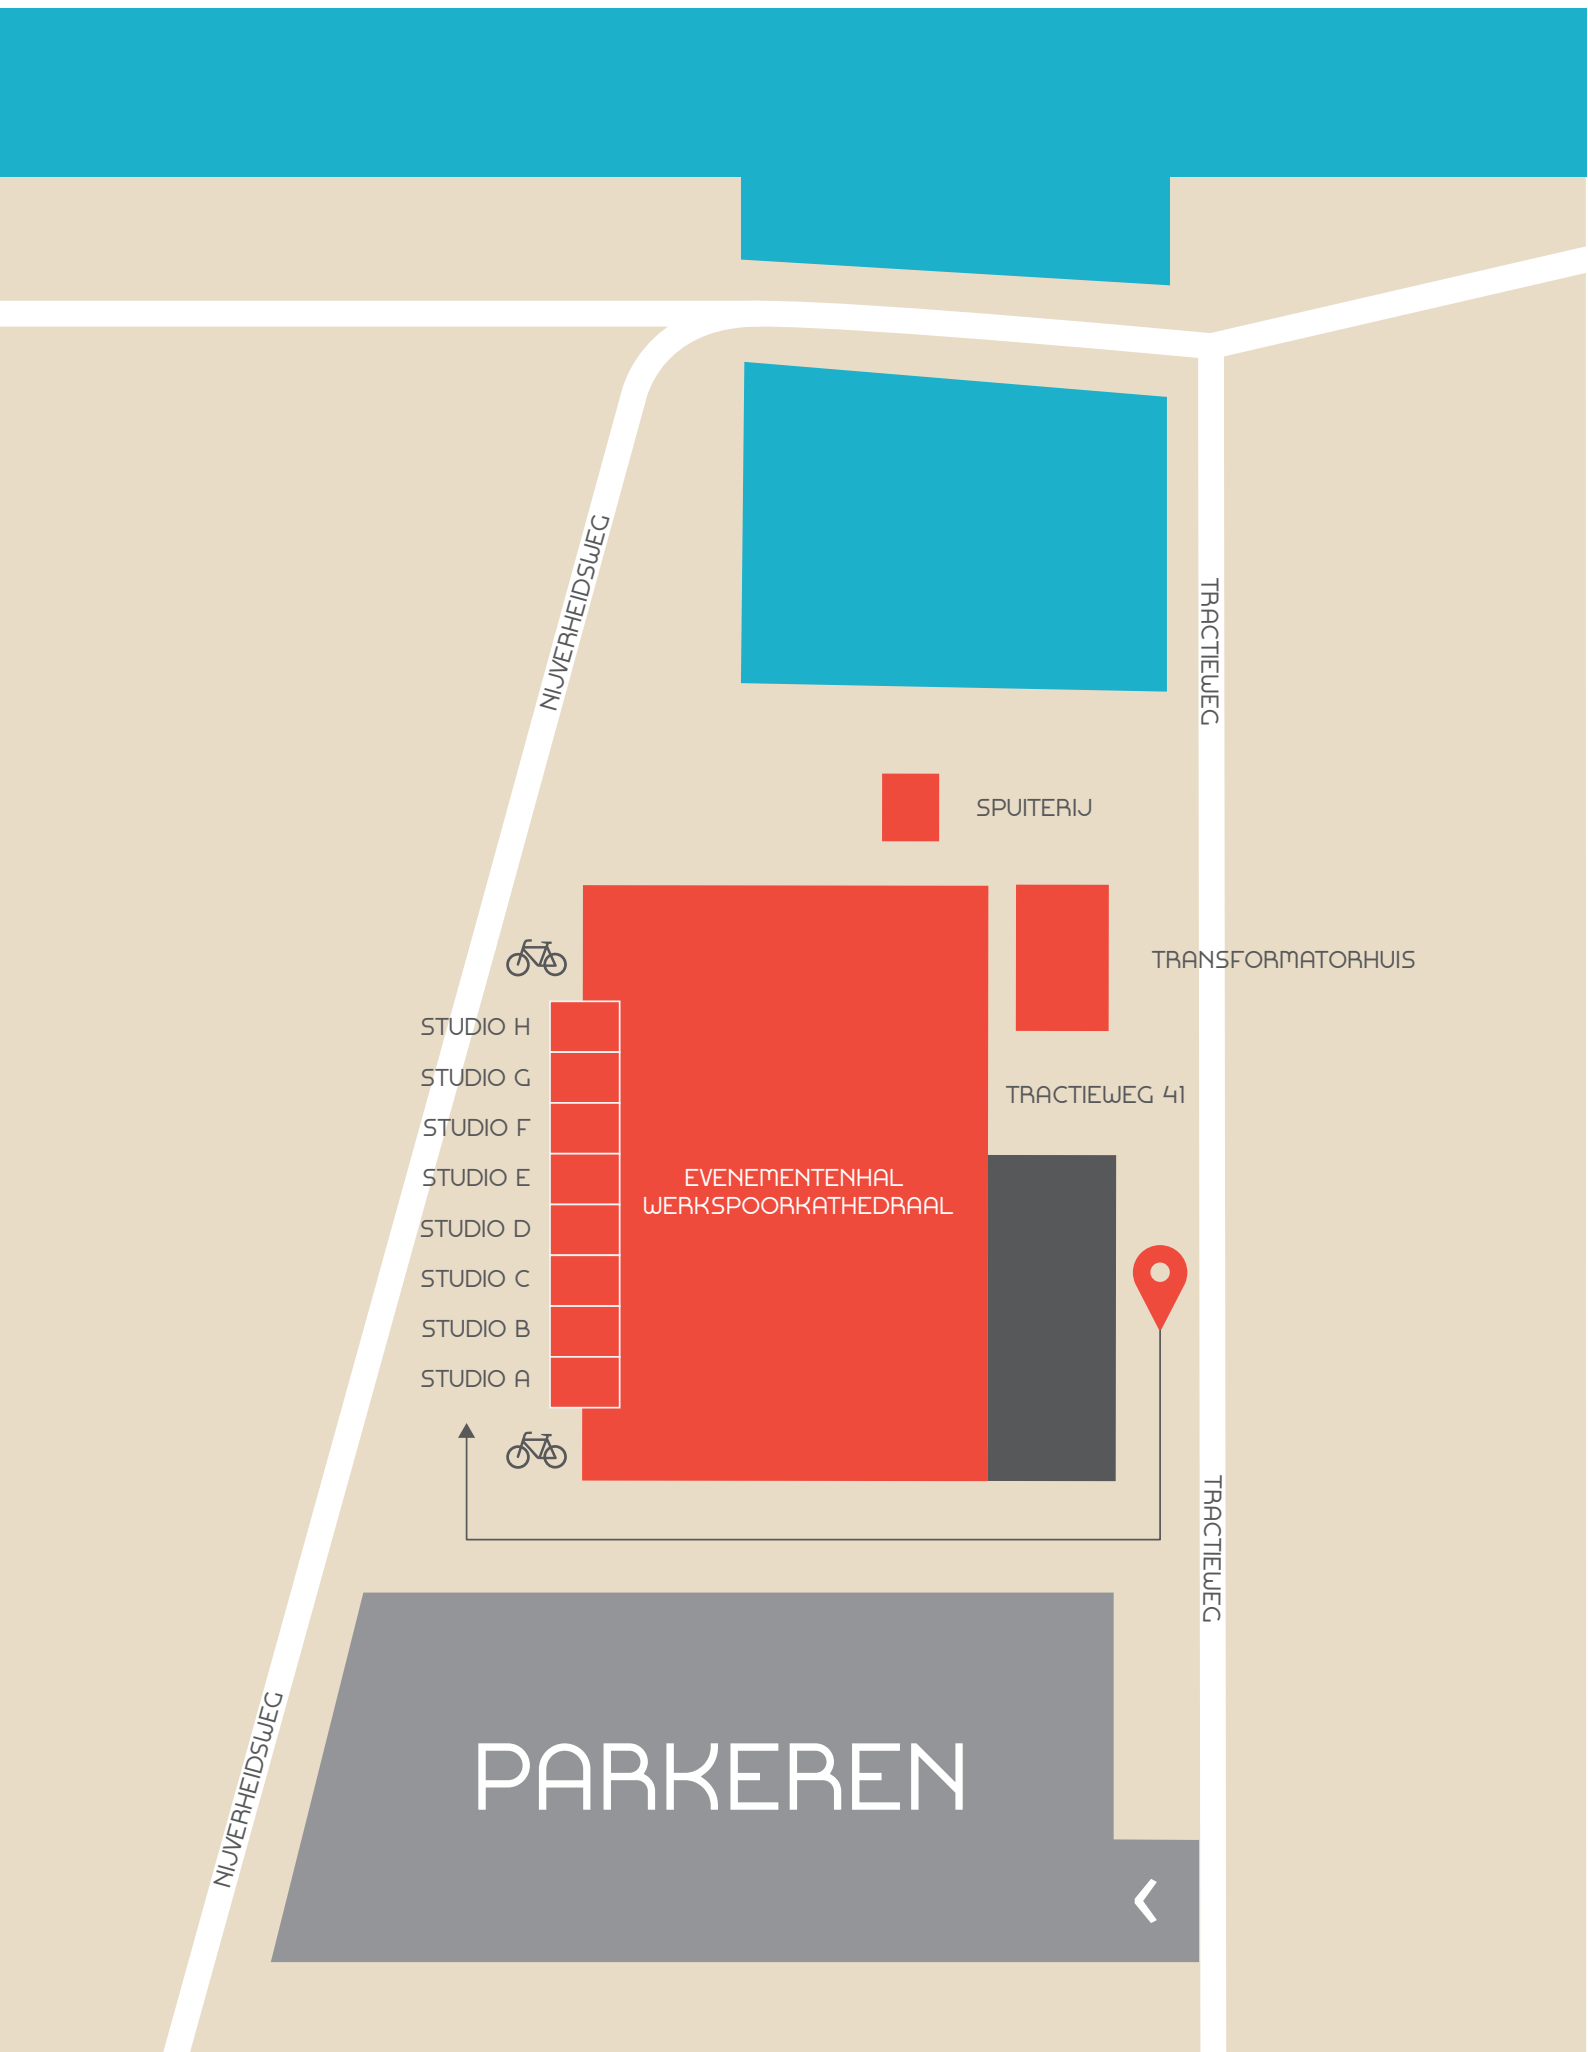 NIJVERHEIDSWEG
TRACTIEWEG
SPUITERIJ
TRANSFORMATORHUIS
STUDIO H
STUDIO G
TRACTIEWEG 41
STUDIO F
STUDIO E
EVENEMENTENHAL
WERKSPOORKATHEDRAAL
STUDIO D
STUDIO C
STUDIO B
STUDIO A
TRACTIEWEG
NIJVERHEIDSWEG
PARKEREN